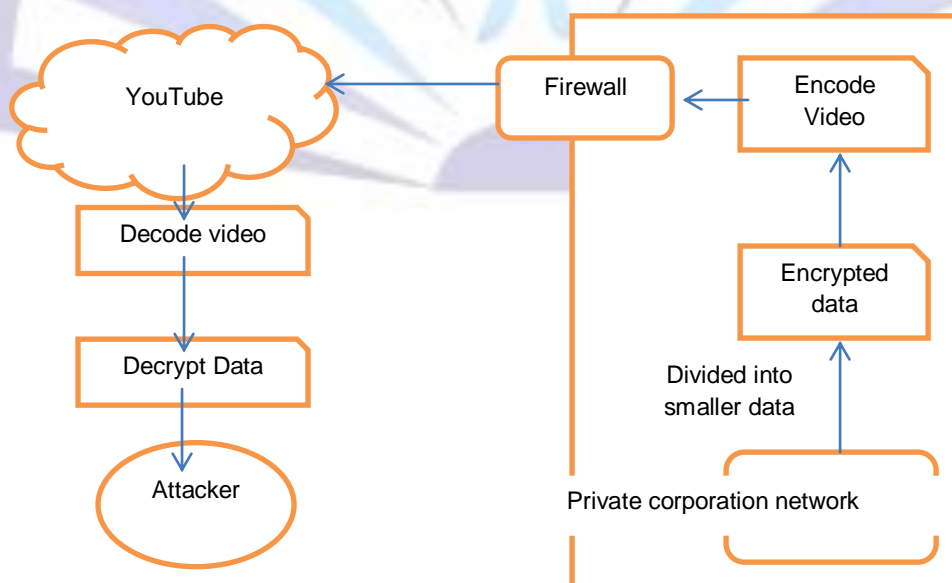 YouTube
Firewall
Encode
Video
Decode video
Encrypted
data
Decrypt Data
Divided into
smaller data
Attacker
Private corporation network